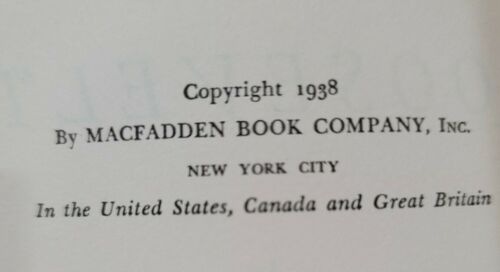 Copyright 1938
By MACFADDEN BOOK COMPANY, INC.
NEW YORK CITY
In the United States, Canada and Great Britain